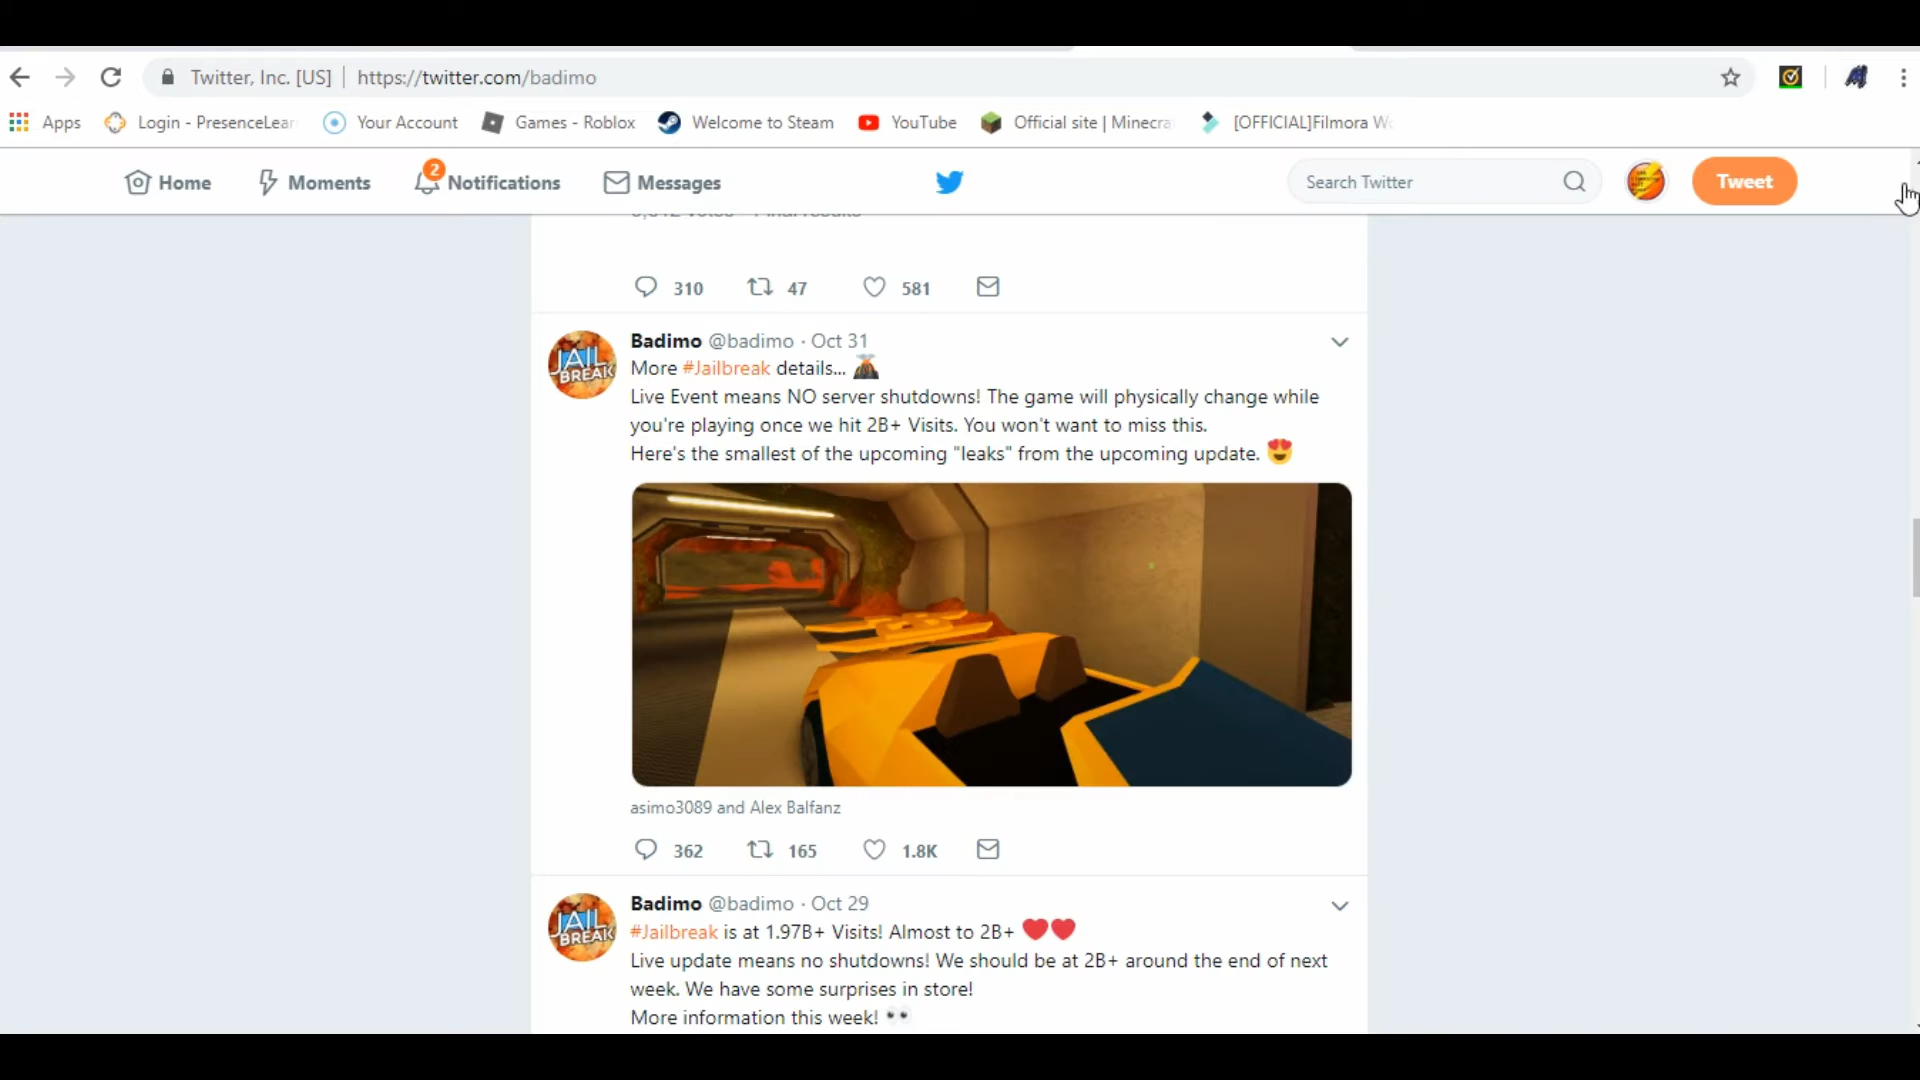 Twitter, Inc. [US] | https://twitter.com/badimo
Apps Login - PresenceLear Your Account Games - Roblox Welcome to Steam YouTube Official site | Minecra [OFFICIAL]Filmora Wo
Home Moments 2 Notifications Messages Search Twitter Tweet
310 47 581
Badimo @badimo · Oct 31
More #Jailbreak details...
Live Event means NO server shutdowns! The game will physically change while
you're playing once we hit 2B+ Visits. You won't want to miss this.
Here's the smallest of the upcoming "leaks" from the upcoming update.
JAIL
BREAK
asimo3089 and Alex Balfanz
362 165 1.8K
Badimo @badimo · Oct 29
#Jailbreak is at 1.97B+ Visits! Almost to 2B+
Live update means no shutdowns! We should be at 2B+ around the end of next
week. We have some surprises in store!
More information this week!
JAIL
BREAK